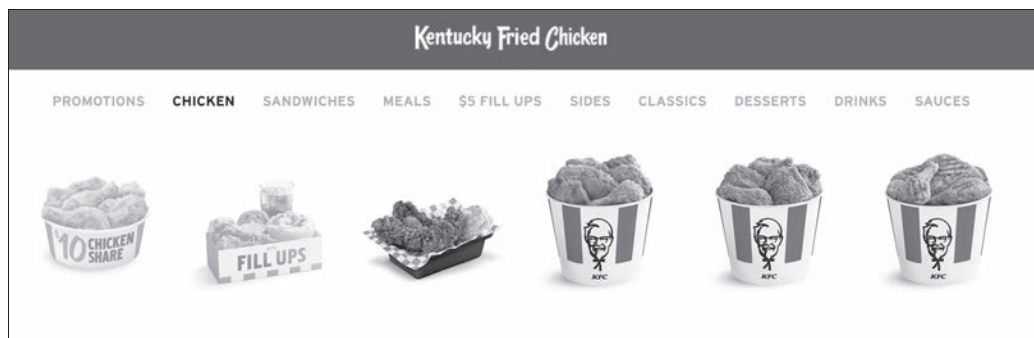 Kentucky Fried Chicken
PROMOTIONS CHICKEN SANDWICHES MEALS $5 FILL UPS SIDES CLASSICS DESSERTS DRINKS SAUCES
$10 CHICKEN SHARE
FILL UPS
KFC
KFC
KFC